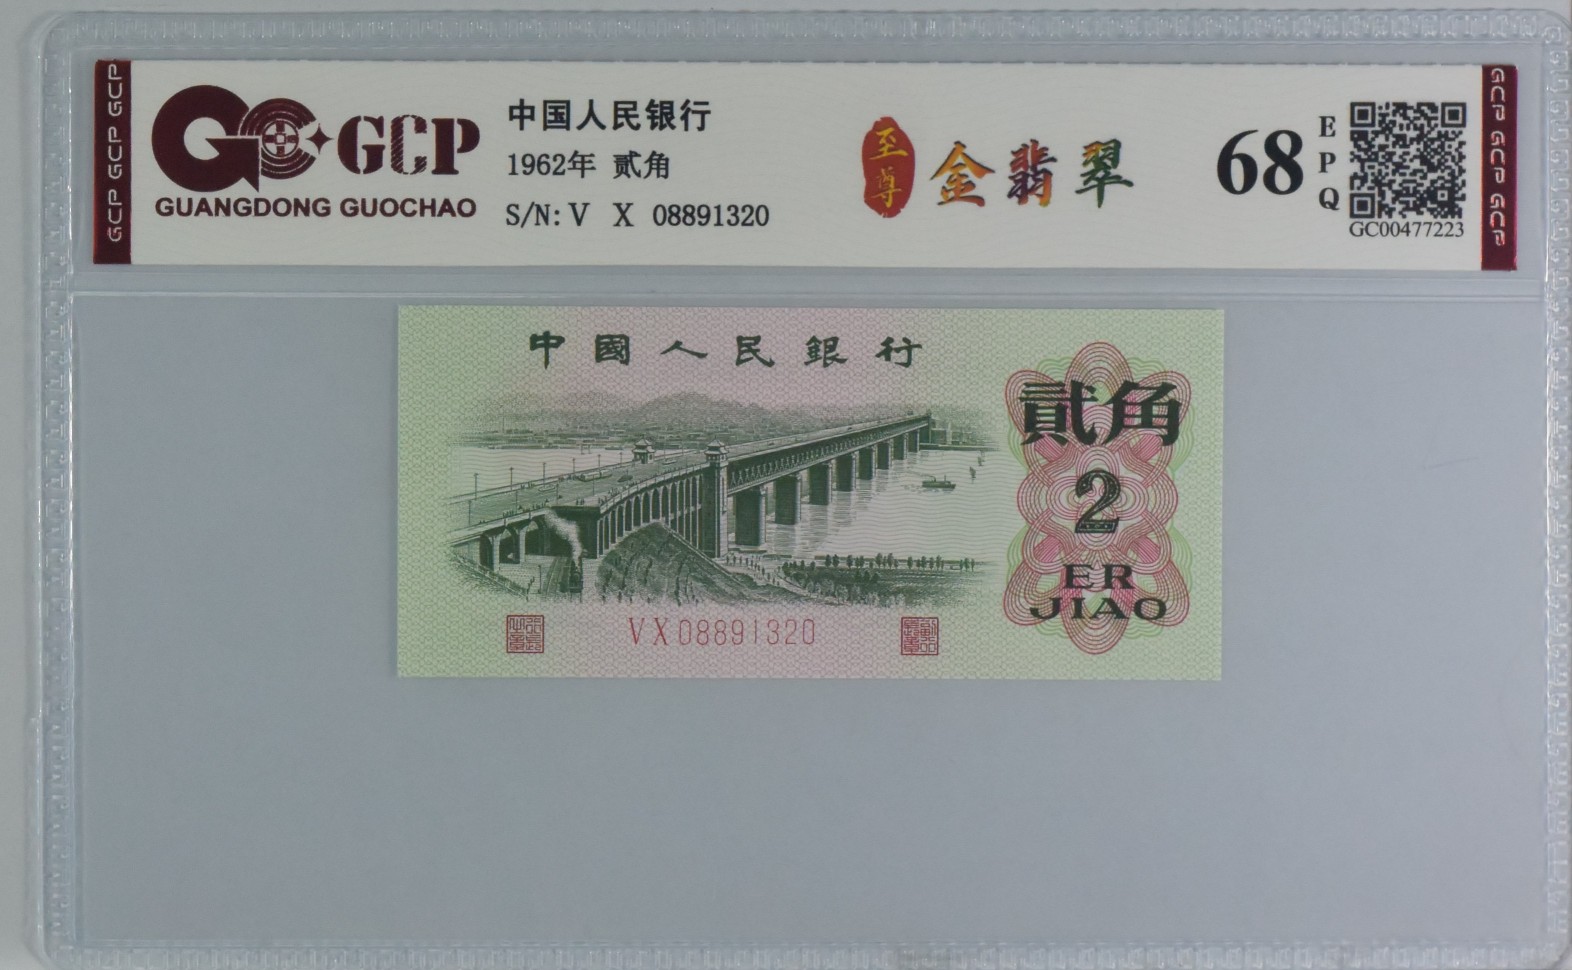 GCP GCP GCP
GCP
GUANGDONG GUOCHAO
中国人民银行
1962年 贰角
S/N: V X 08891320
至尊
金翡翠
68
EPQ
GC00477223
GCP GCP GCP
中國人民銀行
貳角
2
ER
JIAO
VX08891320